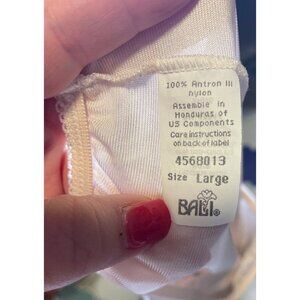 100% Antron III
nylon
Assemble in
Honduras of
US Components
Care instructions
on back of label
4568013
Size Large
BALI®